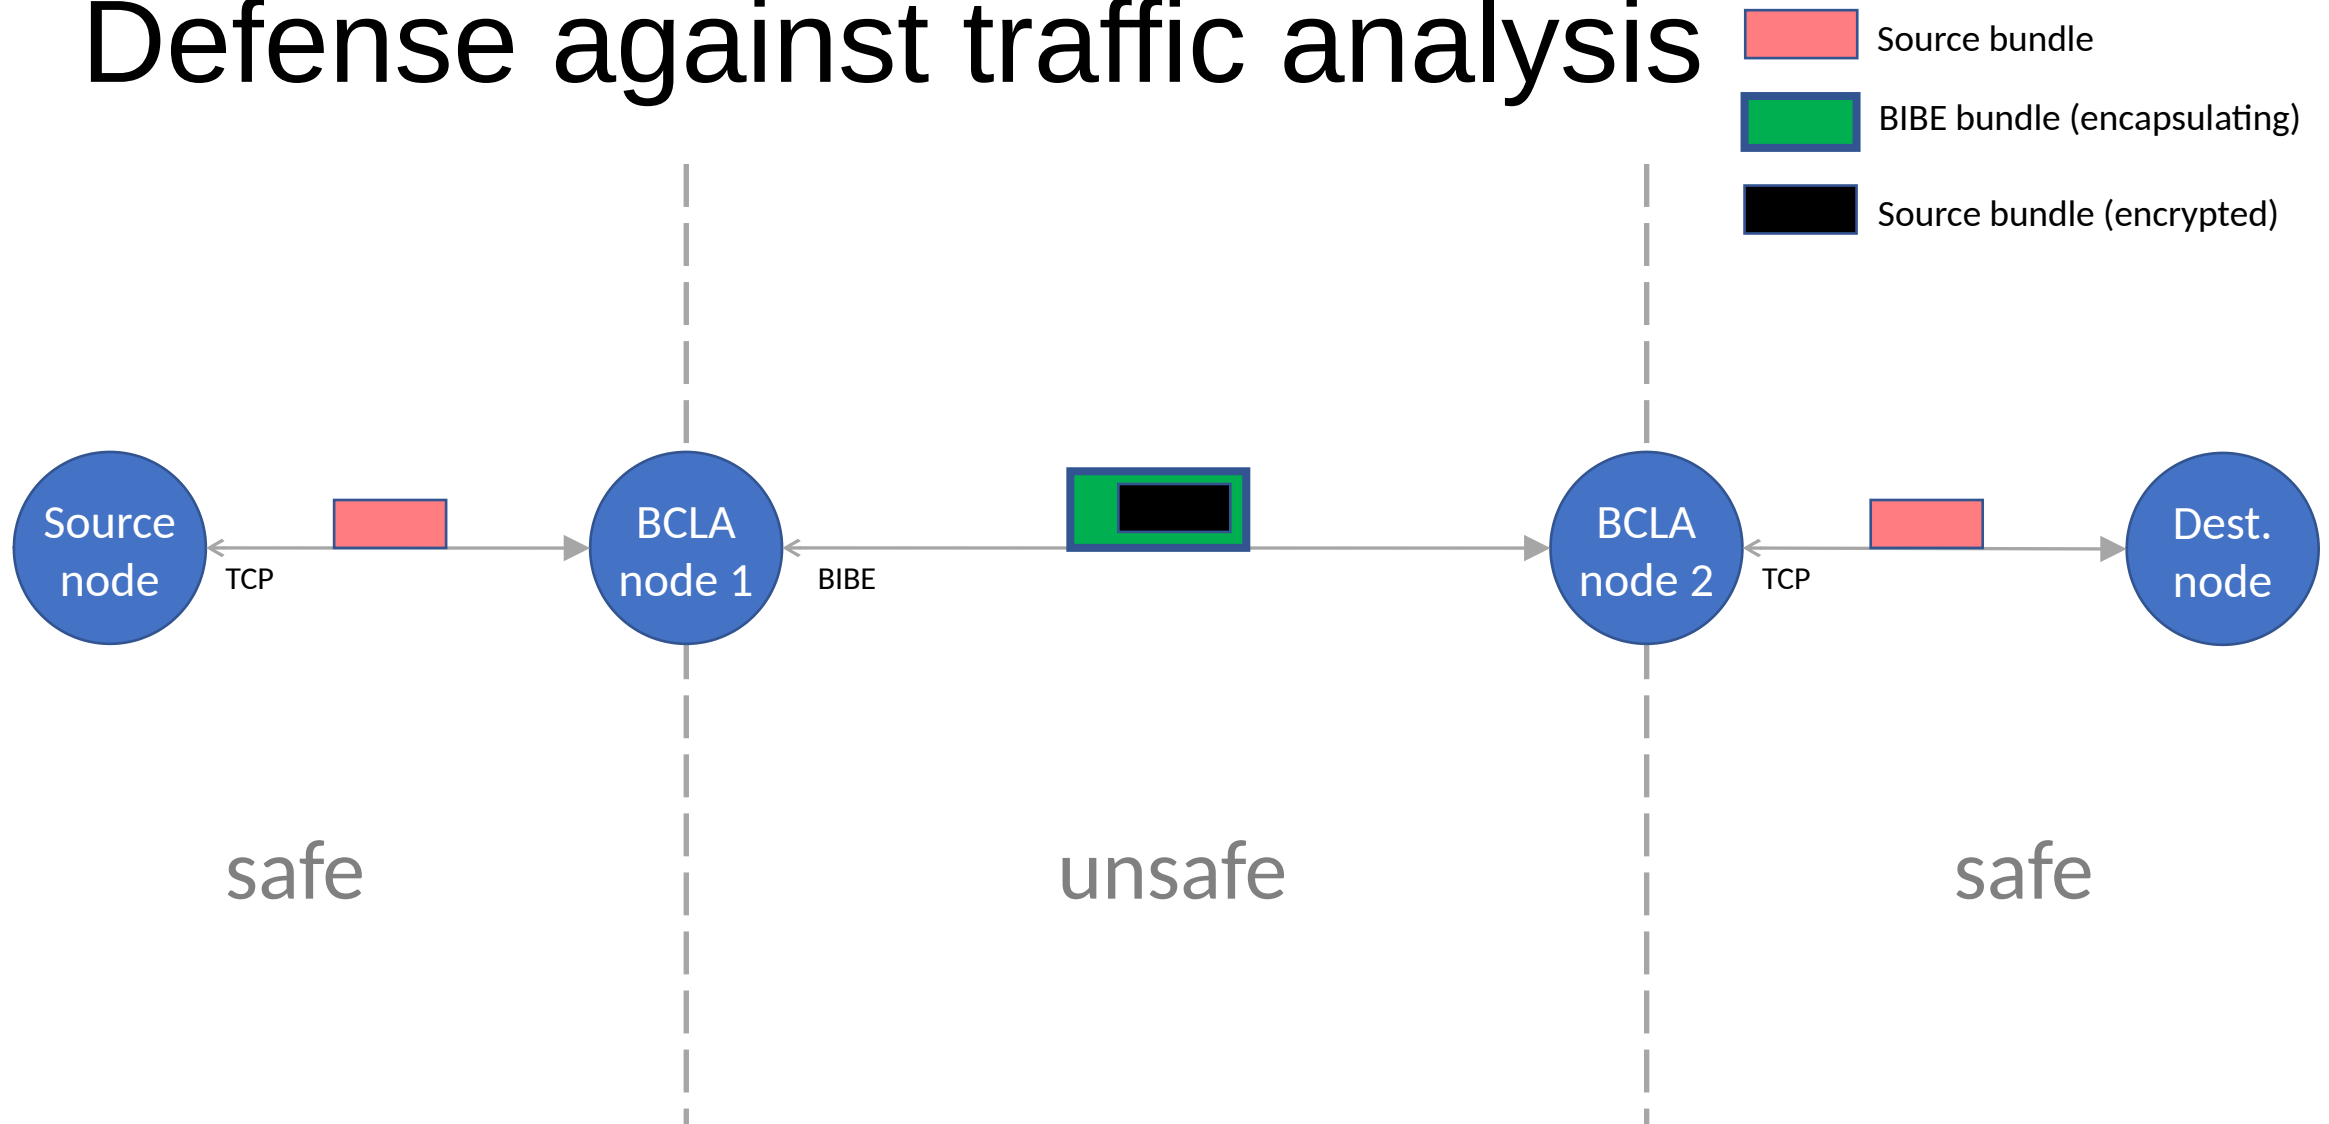 Defense against traffic analysis
Source bundle
BIBE bundle (encapsulating)
Source bundle (encrypted)
Source
node
TCP
BCLA
node 1
BIBE
BCLA
node 2
TCP
Dest.
node
safe
unsafe
safe